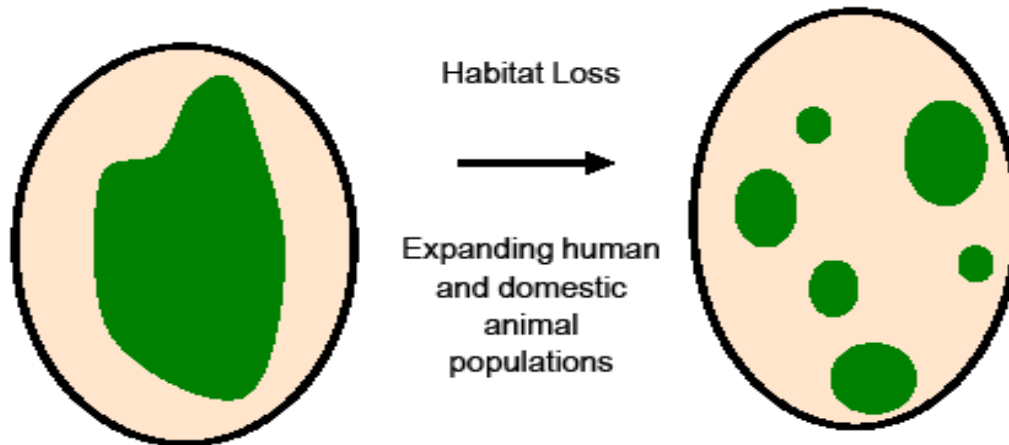 Habitat Loss
Expanding human
and domestic
animal
populations